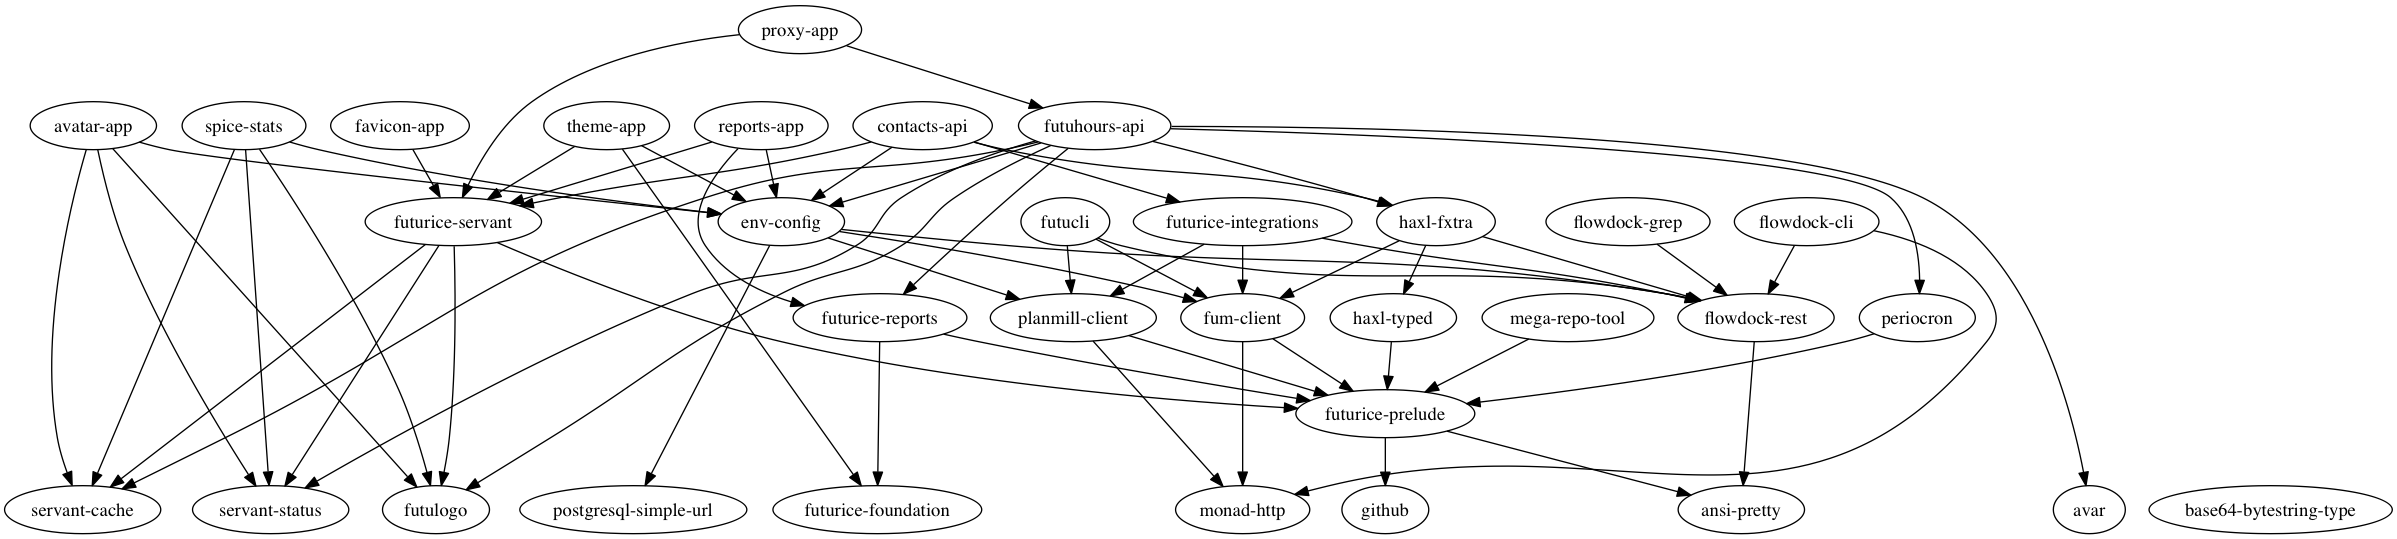 proxy-app
avatar-app
spice-stats
favicon-app
theme-app
reports-app
contacts-api
futuhours-api
futurice-servant
env-config
futucli
futurice-integrations
haxl-fxtra
flowdock-grep
flowdock-cli
futurice-reports
planmill-client
fum-client
haxl-typed
mega-repo-tool
flowdock-rest
periocron
futurice-prelude
servant-cache
servant-status
futulogo
postgresql-simple-url
futurice-foundation
monad-http
github
ansi-pretty
avar
base64-bytestring-type